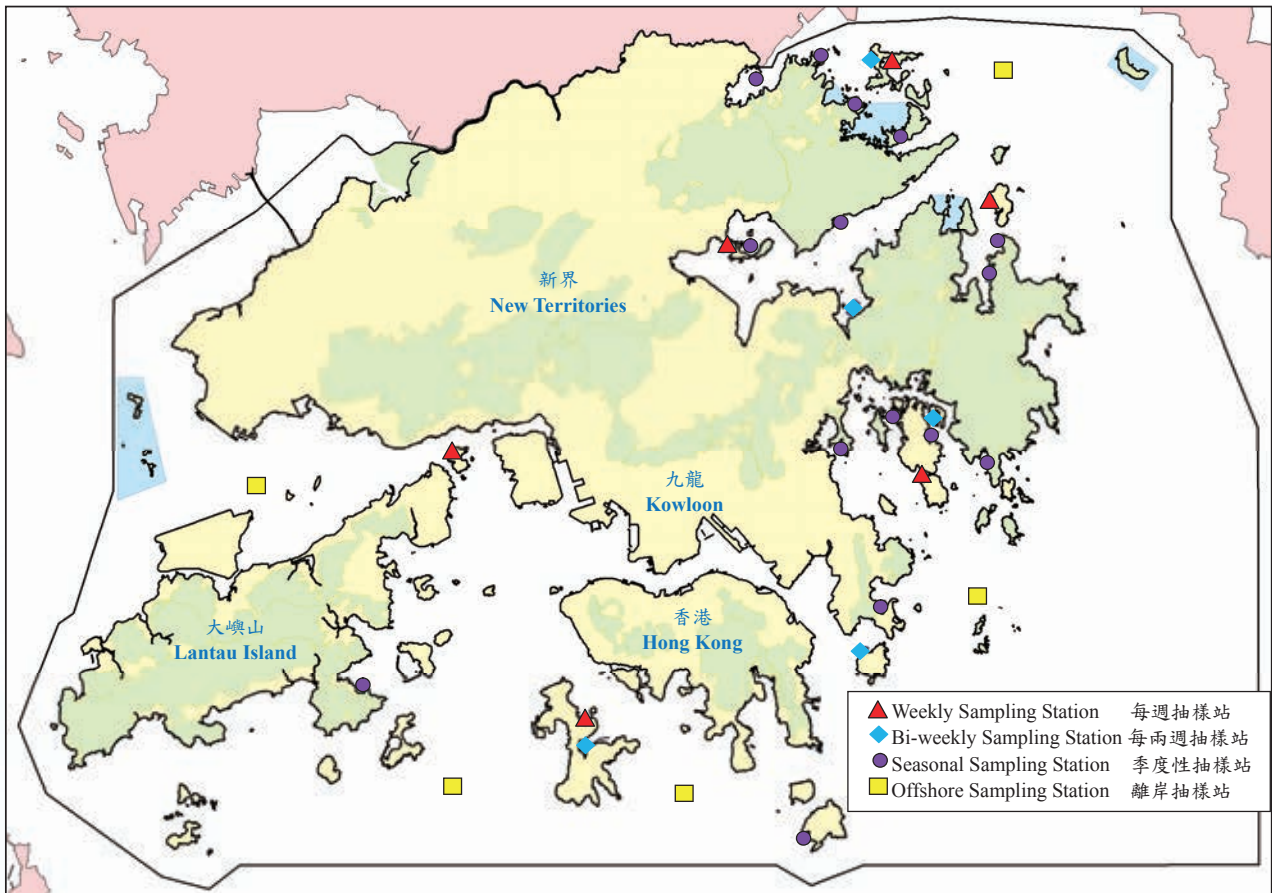 新界
New Territories
九龍
Kowloon
大嶼山
Lantau Island
香港
Hong Kong
Weekly Sampling Station 每週抽樣站
Bi-weekly Sampling Station 每兩週抽樣站
Seasonal Sampling Station 季度性抽樣站
Offshore Sampling Station 離岸抽樣站